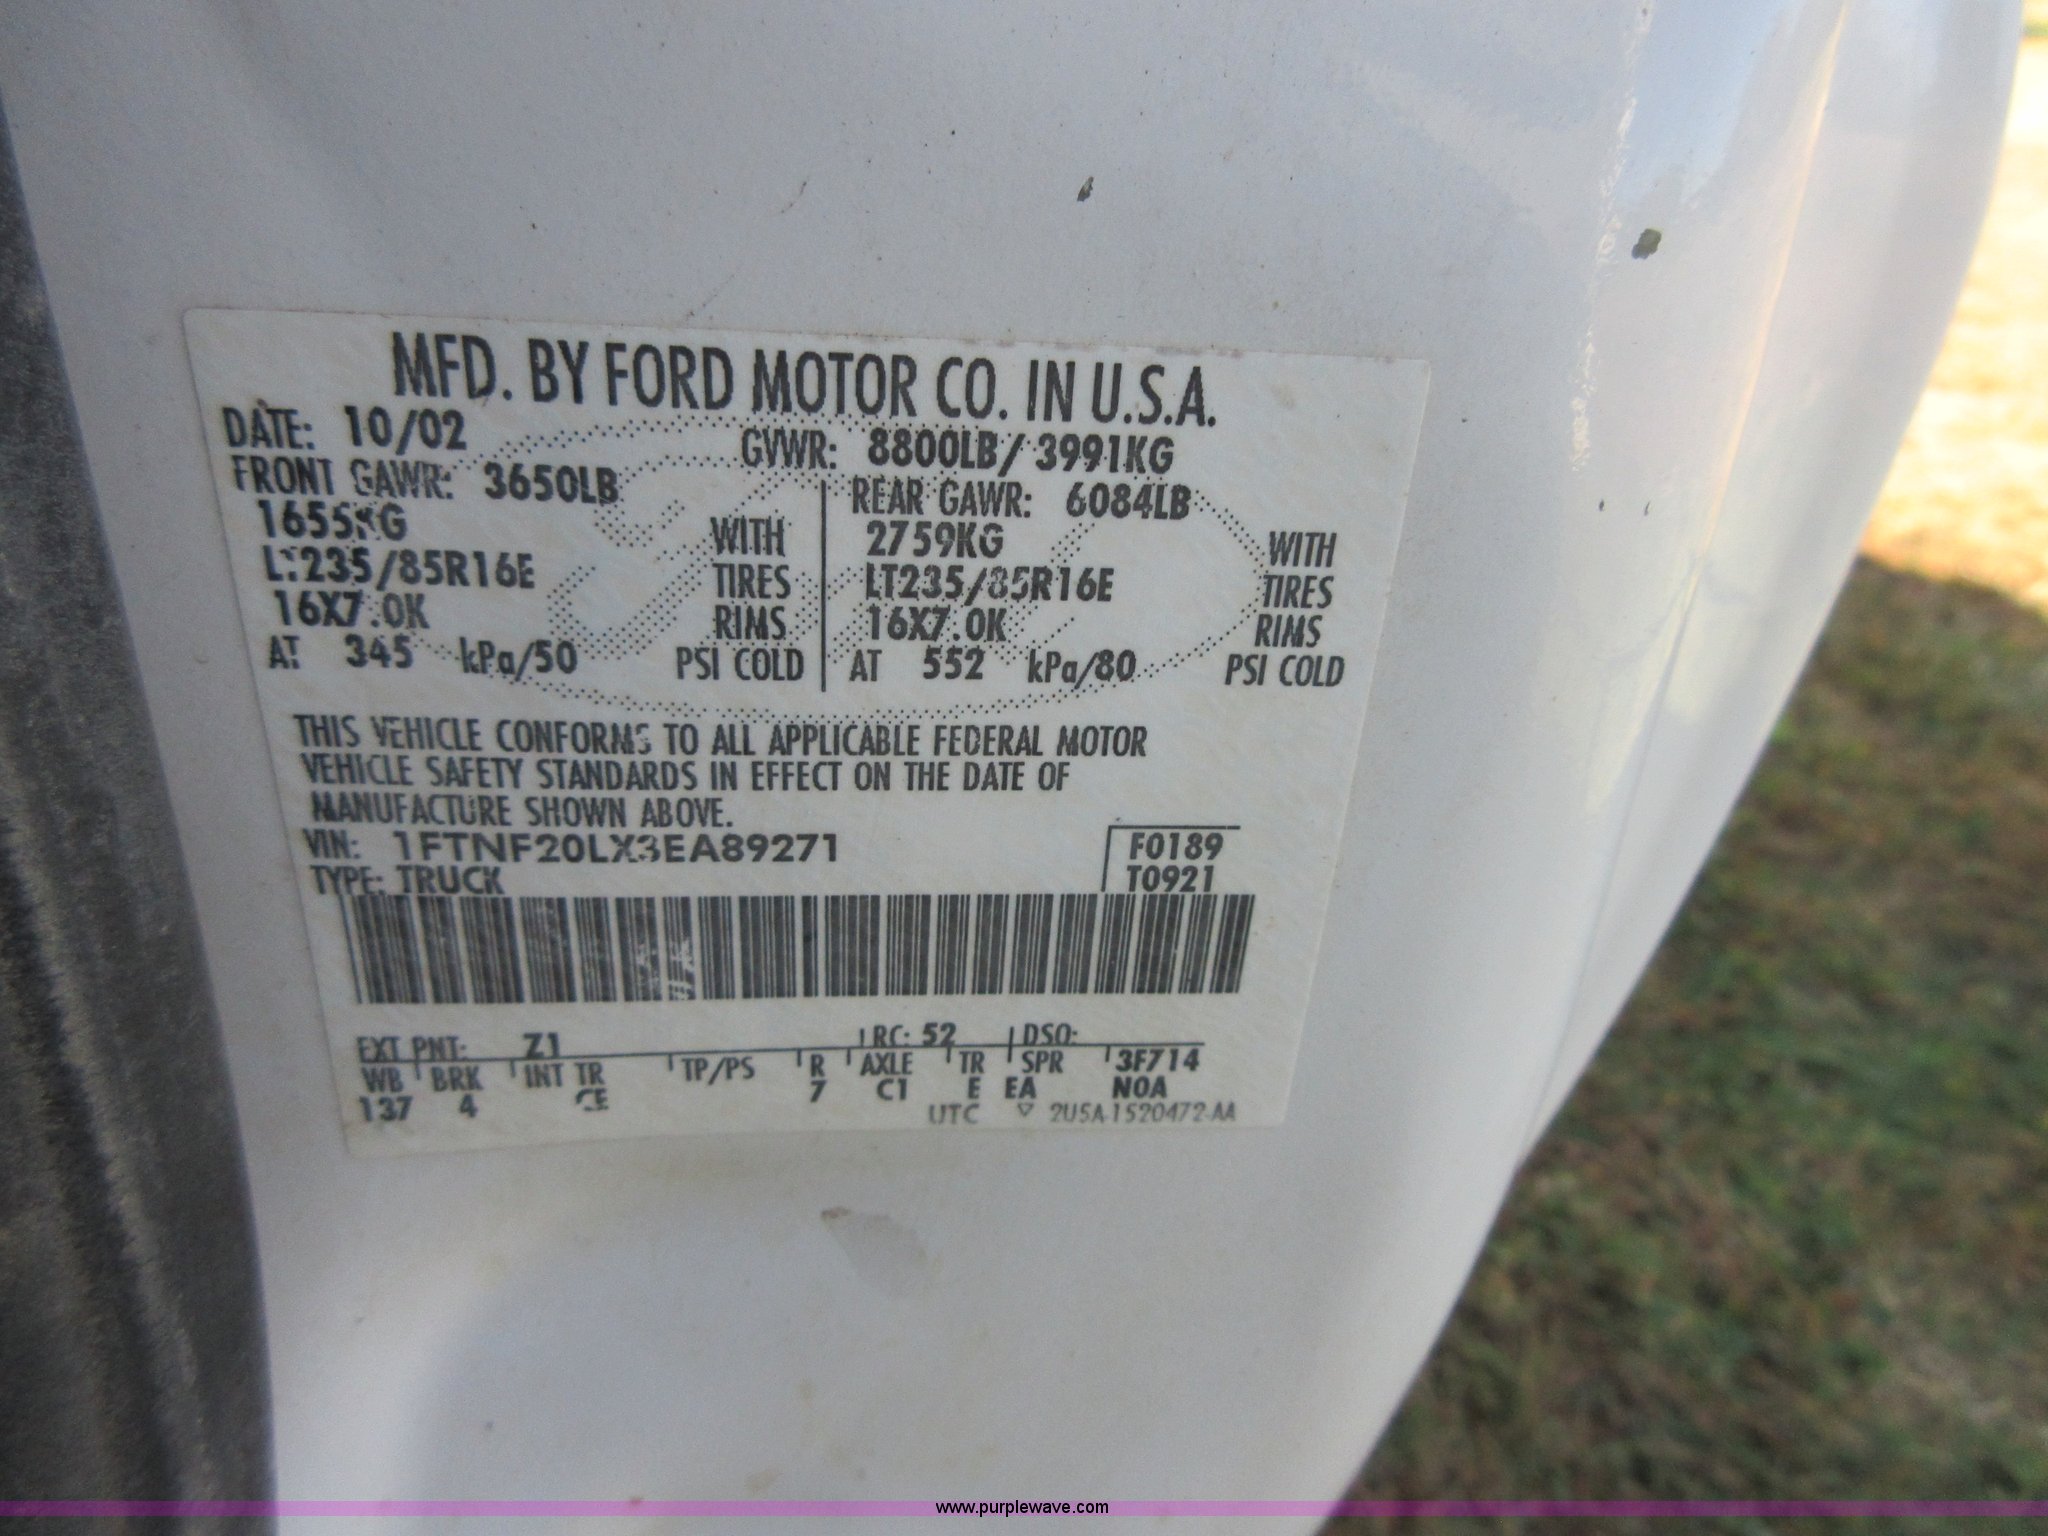 MFD. BY FORD MOTOR CO. IN U.S.A.
DATE: 10/02 GVWR: 8800LB/ 3991KG
FRONT GAWR: 3650LB REAR GAWR: 6084LB
1655KG WITH 2759KG WITH
LT235/85R16E TIRES LT235/85R16E TIRES
16X7.0K RIMS 16X7.0K RIMS
AT 345 kPa/50 PSI COLD AT 552 kPa/80 PSI COLD
THIS VEHICLE CONFORMS TO ALL APPLICABLE FEDERAL MOTOR
VEHICLE SAFETY STANDARDS IN EFFECT ON THE DATE OF
MANUFACTURE SHOWN ABOVE.
VIN: 1FTNF20LX3EA89271 F0189
TYPE: TRUCK T0921
EXT PNT: Z1 RC: 52 DSO:
WB BRK INT TR TP/PS R AXLE TR SPR 3F714
137 4 CE 7 C1 E EA N0A
UTC ▽ 2U5A-1520472-AA
www.purplewave.com